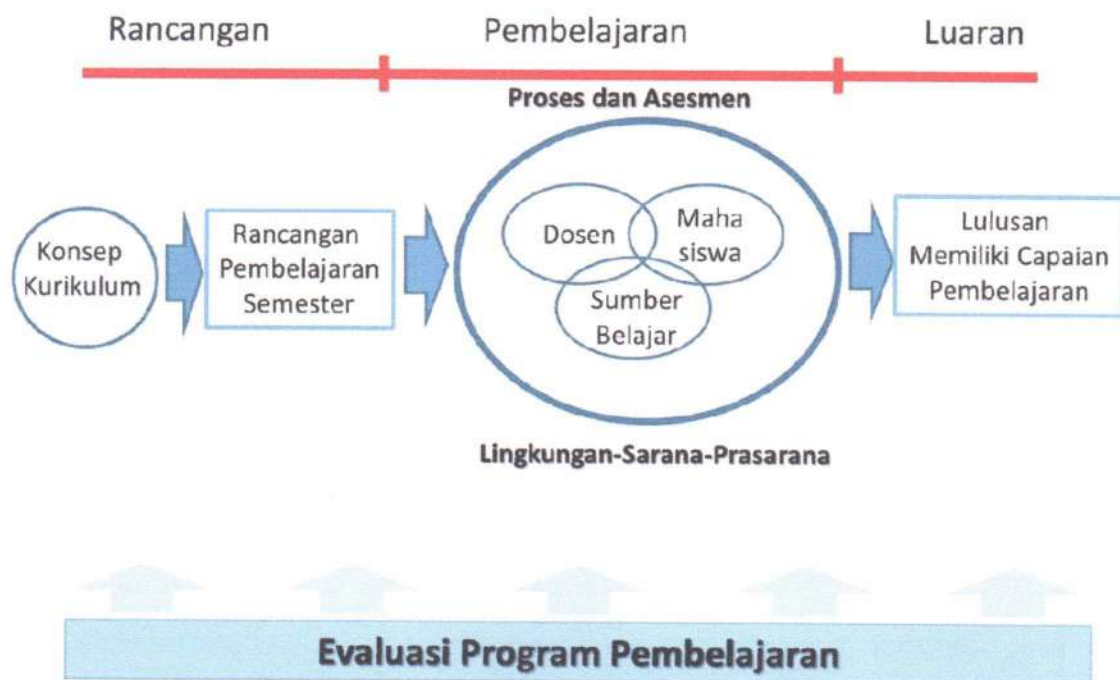 Rancangan
Pembelajaran
Luaran
Proses dan Asesmen
Konsep
Kurikulum
Rancangan
Pembelajaran
Semester
Dosen
Maha
siswa
Sumber
Belajar
Lulusan
Memiliki Capaian
Pembelajaran
Lingkungan-Sarana-Prasarana
Evaluasi Program Pembelajaran